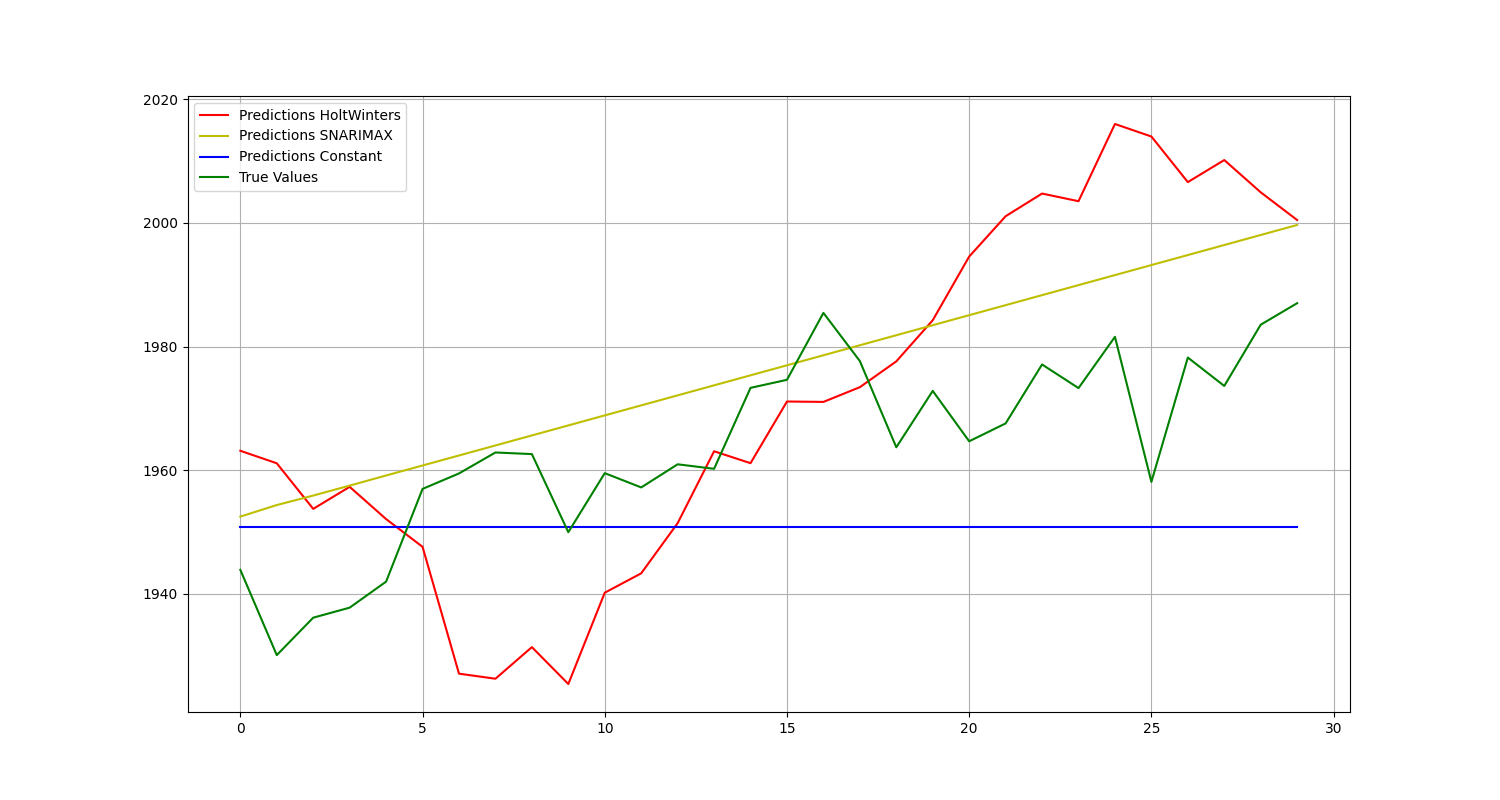 2020
2000
1980
1960
1940
Predictions HoltWinters
Predictions SNARIMAX
Predictions Constant
True Values
0 5 10 15 20 25 30